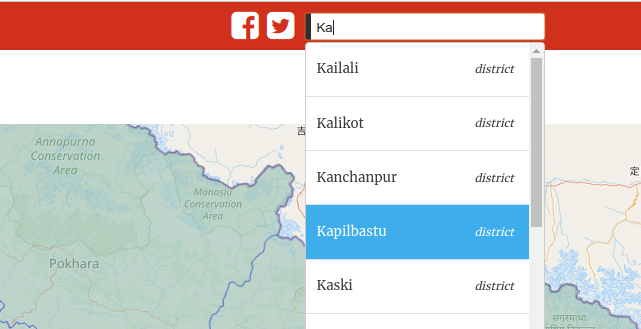 Ka
Kailali district
Kalikot district
Kanchanpur district
Kapilbastu district
Kaski district
Annapurna
Conservation
Area
Manaslu
Conservation
Area
Pokhara
吉
定
सगरमाथा